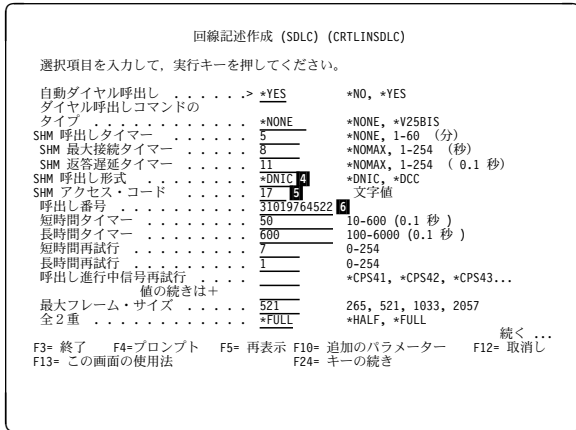 回線記述作成 (SDLC) (CRTLINSDLC)
選択項目を入力して，実行キーを押してください。
自動ダイヤル呼出し . . . . . .> *YES *NO, *YES
ダイヤル呼出しコマンドの
タイプ . . . . . . . . . . . . *NONE *NONE, *V25BIS
SHM 呼出しタイマー . . . . . . 5 *NONE, 1-60 （分）
SHM 最大接続タイマー . . . . . 8 *NOMAX, 1-254 （秒）
SHM 返答遅延タイマー . . . . . 11 *NOMAX, 1-254 （ 0.1 秒）
SHM 呼出し形式 . . . . . . . . *DNIC 4 *DNIC, *DCC
SHM アクセス・コード . . . . . 17 5 文字値
呼出し番号 . . . . . . . . . . 31019764522 6
短時間タイマー . . . . . . . . 50 10-600 (0.1 秒 )
長時間タイマー . . . . . . . . 600 100-6000 (0.1 秒 )
短時間再試行 . . . . . . . . . 7 0-254
長時間再試行 . . . . . . . . . 1 0-254
呼出し進行中信号再試行 . . . . *CPS41, *CPS42, *CPS43...
値の続きは＋
最大フレーム・サイズ . . . . . 521 265, 521, 1033, 2057
全２重 . . . . . . . . . . . . *FULL *HALF, *FULL
続く ...
F3= 終了 F4=プロンプト F5= 再表示 F10= 追加のパラメーター F12= 取消し
F13= この画面の使用法 F24= キーの続き